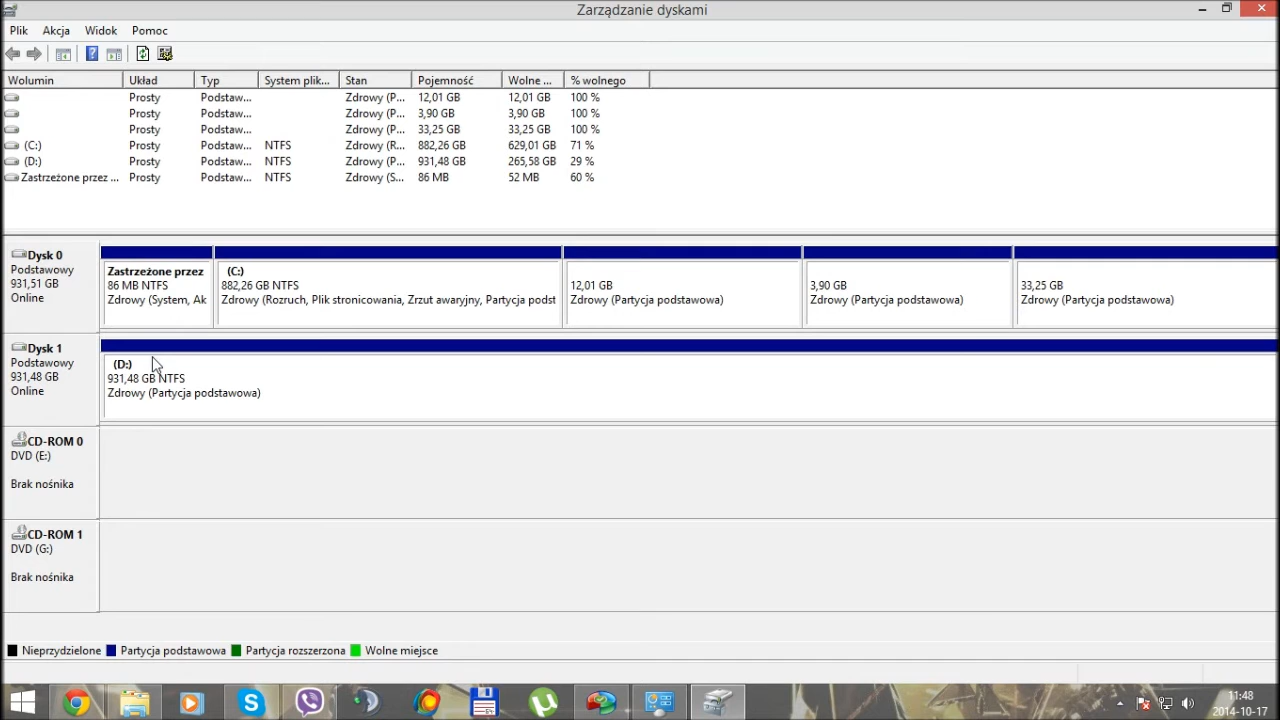 Zarządzanie dyskami
Plik Akcja Widok Pomoc
Wolumin Układ Typ System plik... Stan Pojemność Wolne ... % wolnego
Prosty Podstaw... Zdrowy (P... 12,01 GB 12,01 GB 100 %
Prosty Podstaw... Zdrowy (P... 3,90 GB 3,90 GB 100 %
Prosty Podstaw... Zdrowy (P... 33,25 GB 33,25 GB 100 %
(C:) Prosty Podstaw... NTFS Zdrowy (R... 882,26 GB 629,01 GB 71 %
(D:) Prosty Podstaw... NTFS Zdrowy (P... 931,48 GB 265,58 GB 29 %
Zastrzeżone przez ... Prosty Podstaw... NTFS Zdrowy (S... 86 MB 52 MB 60 %
Dysk 0
Podstawowy
931,51 GB
Online
Zastrzeżone przez
86 MB NTFS
Zdrowy (System, Ak
(C:)
882,26 GB NTFS
Zdrowy (Rozruch, Plik stronicowania, Zrzut awaryjny, Partycja podst
12,01 GB
Zdrowy (Partycja podstawowa)
3,90 GB
Zdrowy (Partycja podstawowa)
33,25 GB
Zdrowy (Partycja podstawowa)
Dysk 1
Podstawowy
931,48 GB
Online
(D:)
931,48 GB NTFS
Zdrowy (Partycja podstawowa)
CD-ROM 0
DVD (E:)
Brak nośnika
CD-ROM 1
DVD (G:)
Brak nośnika
Nieprzydzielone Partycja podstawowa Partycja rozszerzona Wolne miejsce
11:48
2014-10-17